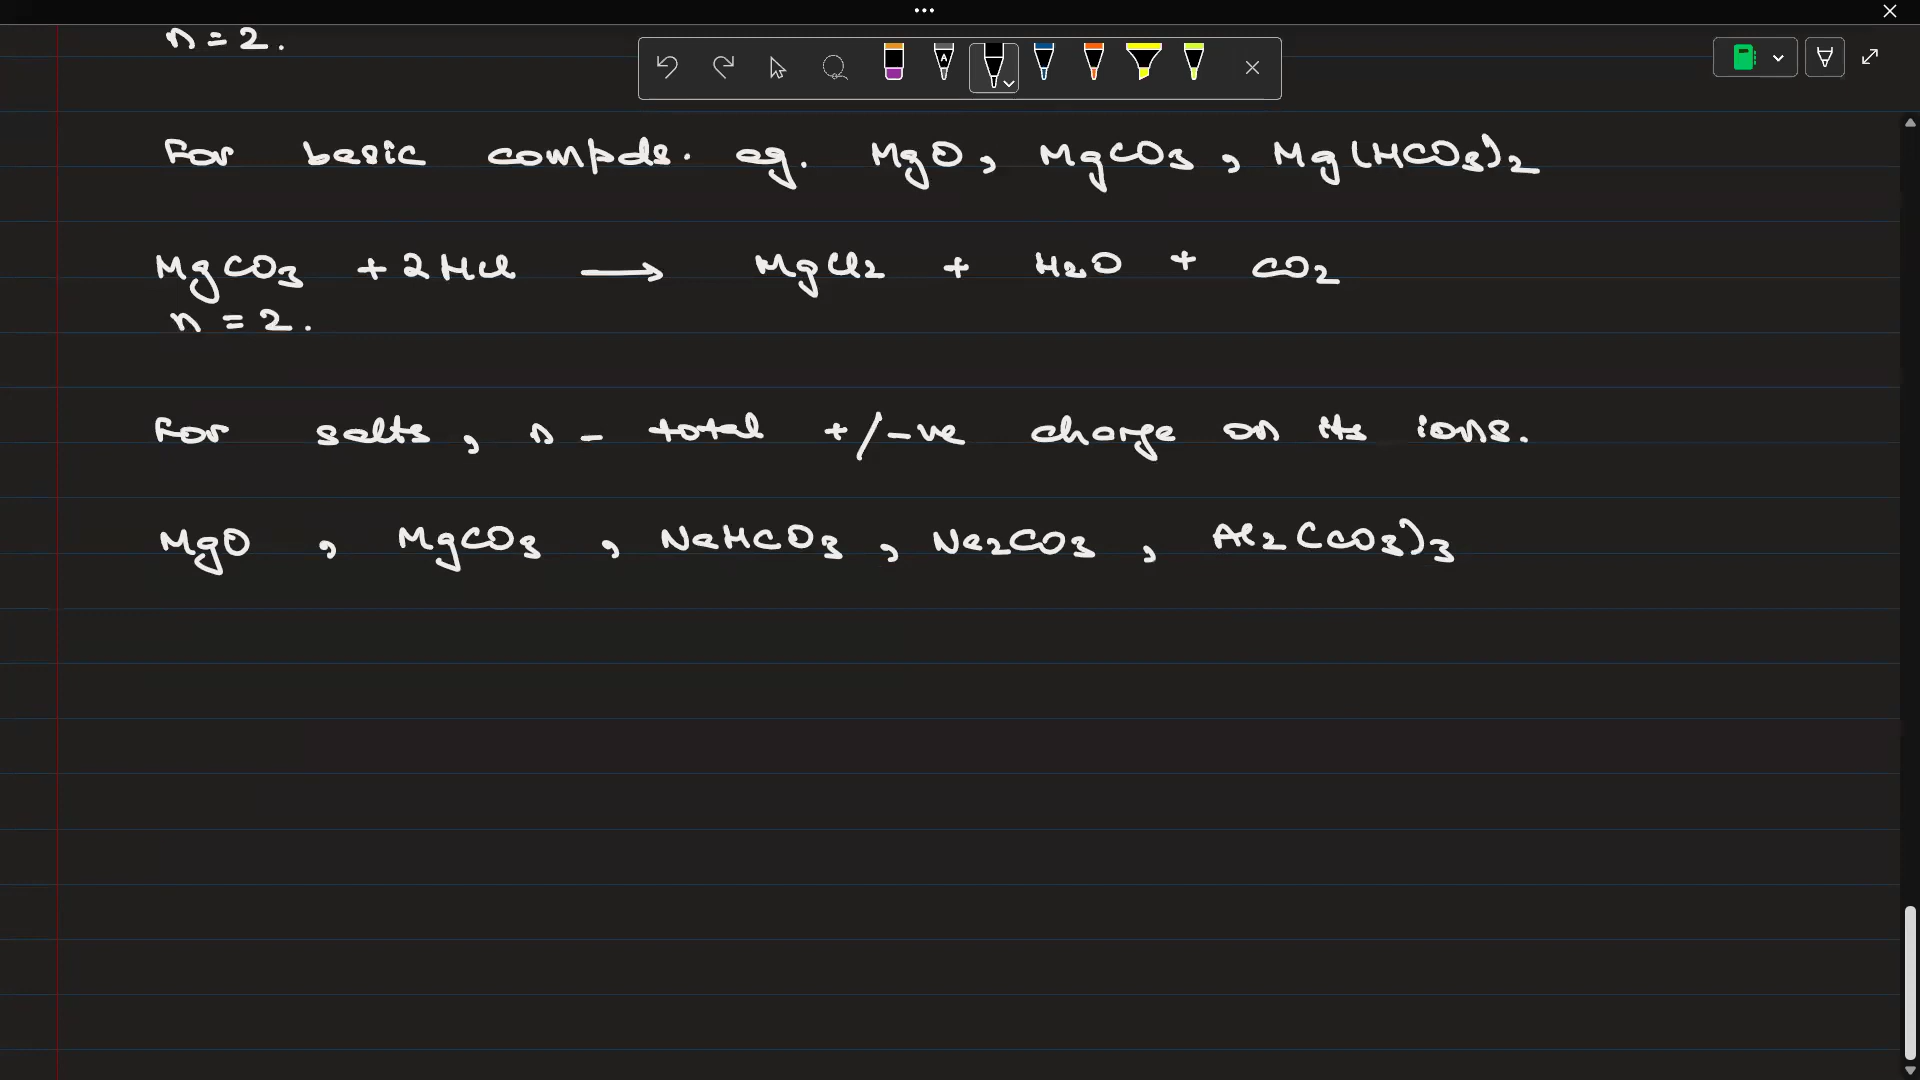 n = 2.
For basic compds. eg. MgO, MgCO3, Mg(HCO3)2
MgCO3 + 2HCl ⟶ MgCl2 + H2O + CO2
n = 2.
For salts, n - total +/-ve charge on its ions.
MgO, MgCO3, NaHCO3, Na2CO3, Al2(CO3)3